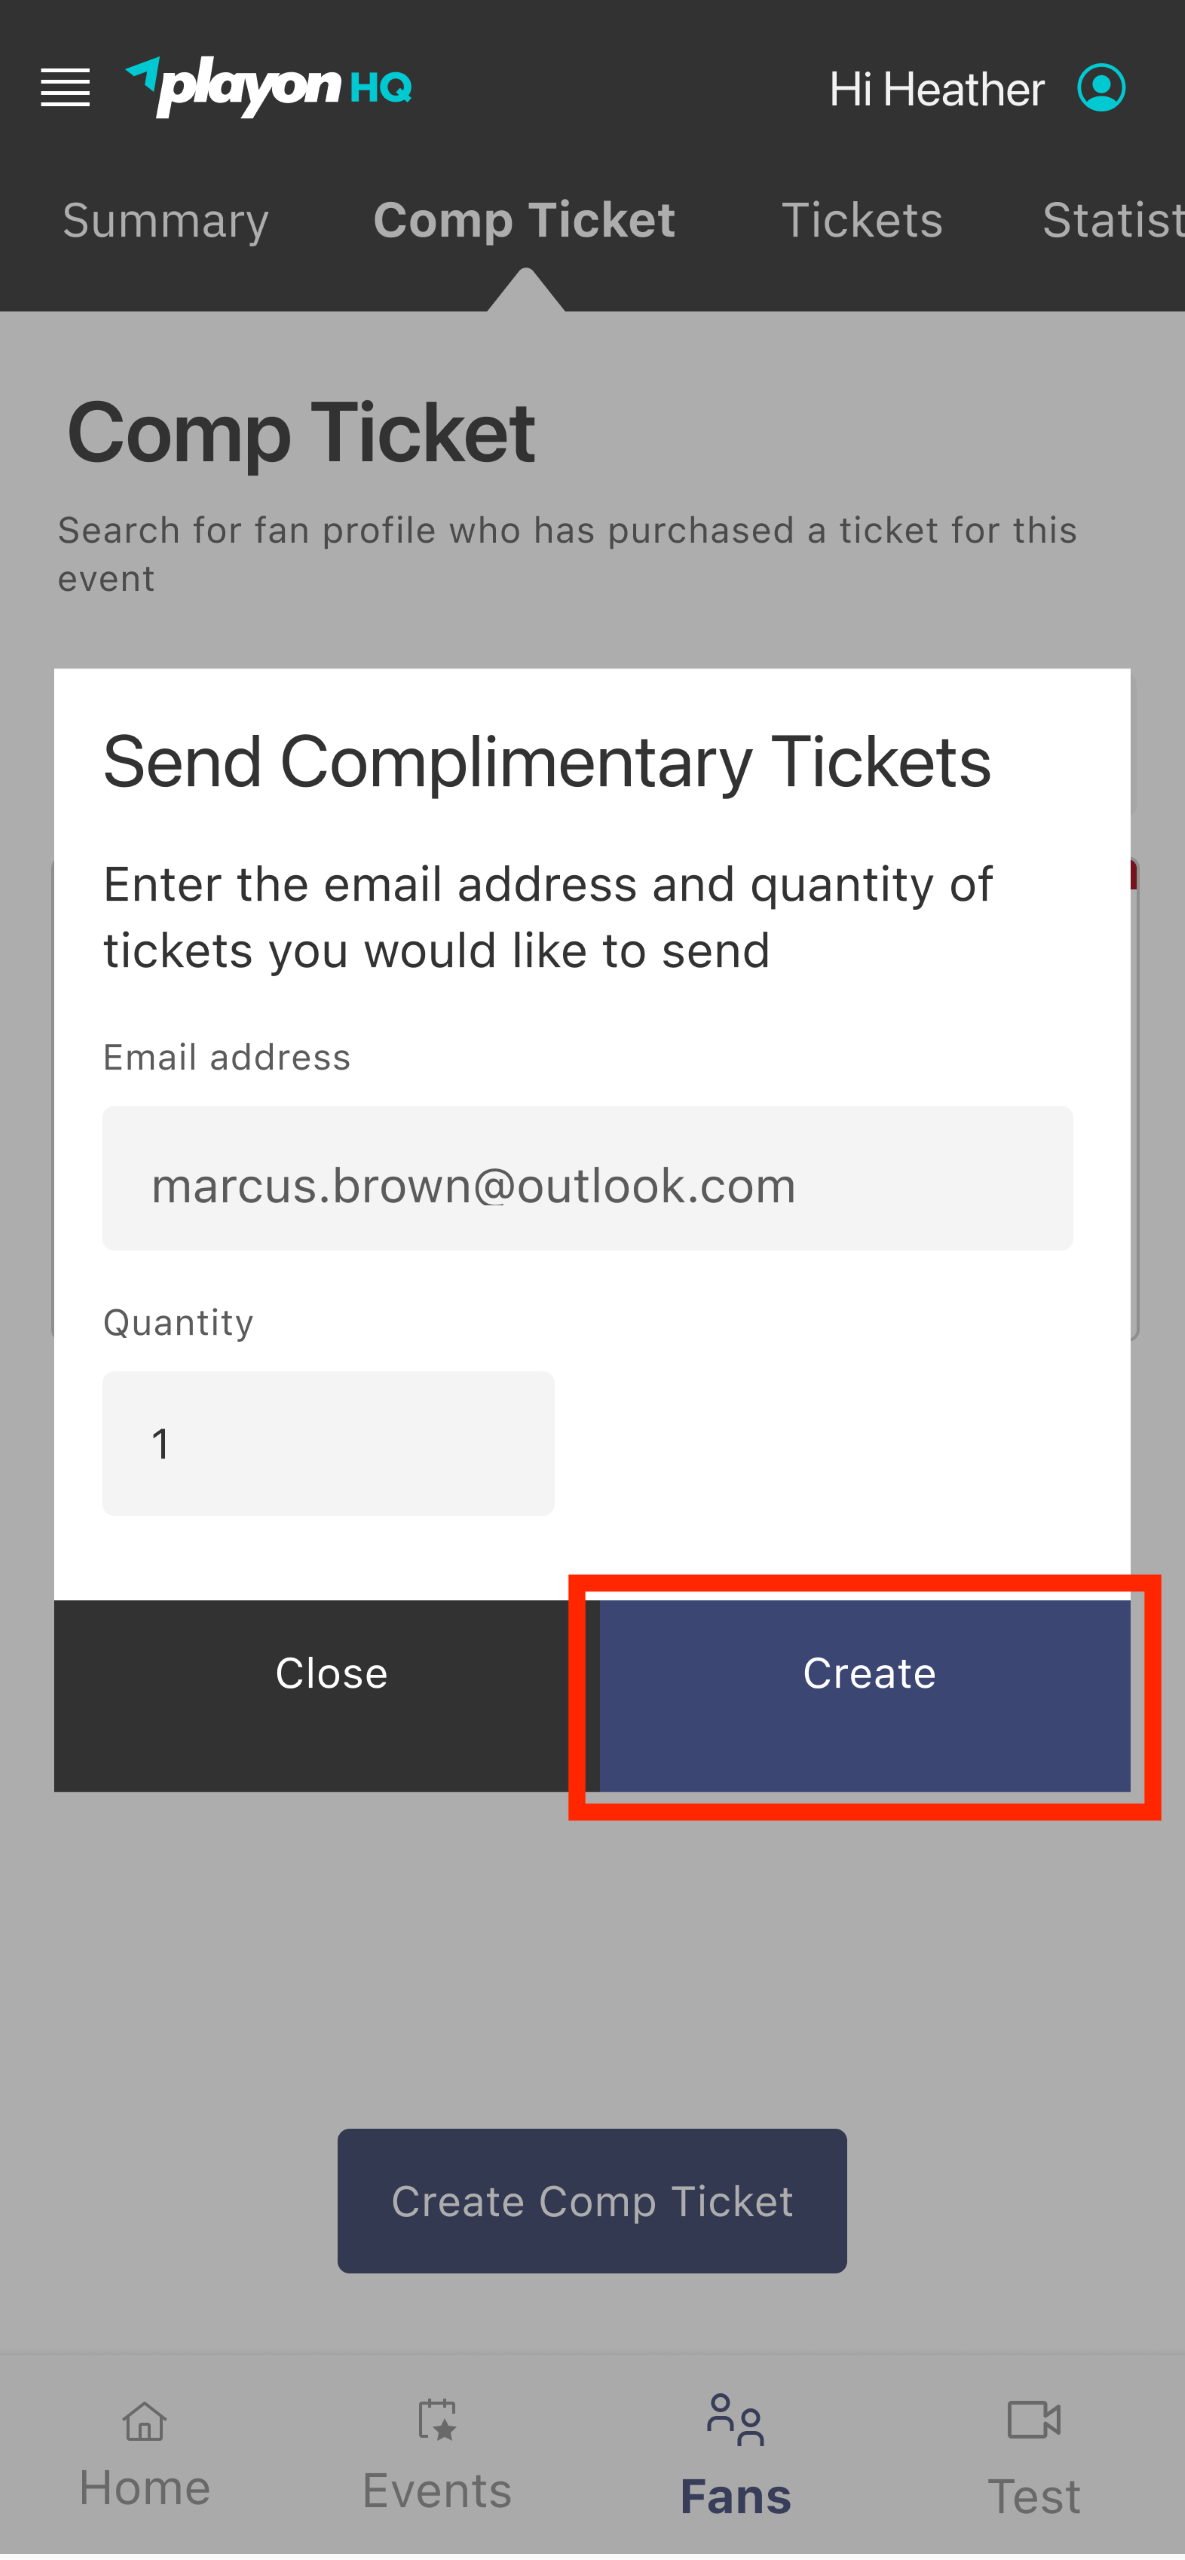 playon HQ
Hi Heather
Summary Comp Ticket Tickets Statist
Comp Ticket
Search for fan profile who has purchased a ticket for this
event
Send Complimentary Tickets
Enter the email address and quantity of
tickets you would like to send
Email address
marcus.brown@outlook.com
Quantity
1
Close Create
Create Comp Ticket
Home Events Fans Test